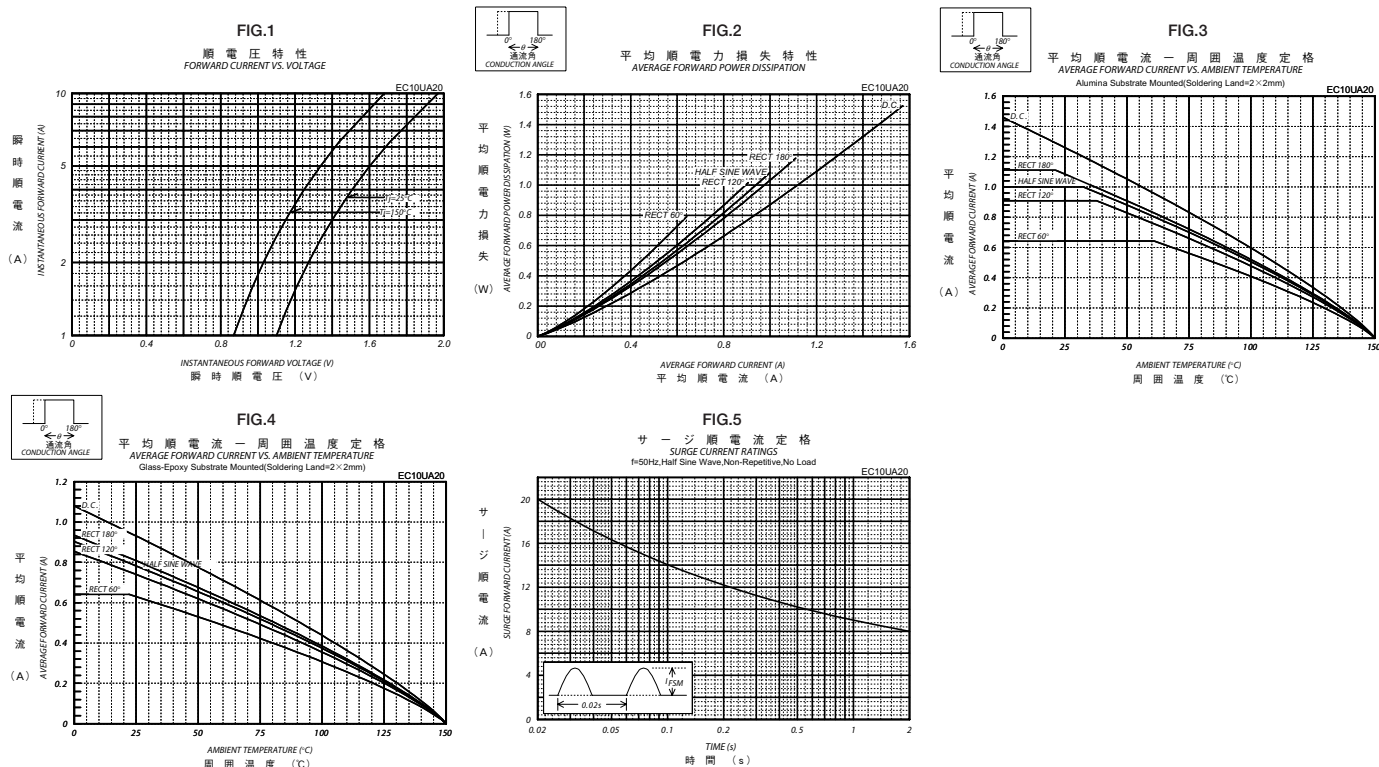 FIG.1
順電圧特性
FORWARD CURRENT VS. VOLTAGE
EC10UA20
瞬時順電流
(A)
INSTANTANEOUS FORWARD CURRENT (A)
10
5
2
1
Tj=25°C
Tj=150°C
0 0.4 0.8 1.2 1.6 2.0
INSTANTANEOUS FORWARD VOLTAGE (V)
瞬時順電圧 (V)
0° 180°
θ
通流角
CONDUCTION ANGLE
FIG.2
平均順電力損失特性
AVERAGE FORWARD POWER DISSIPATION
EC10UA20
平均順電力損失
(W)
AVERAGE FORWARD POWER DISSIPATION (W)
1.6
1.4
1.2
1.0
0.8
0.6
0.4
0.2
0
D.C.
RECT 180°
HALF SINE WAVE
RECT 120°
RECT 60°
0 0.4 0.8 1.2 1.6
AVERAGE FORWARD CURRENT (A)
平均順電流 (A)
0° 180°
θ
通流角
CONDUCTION ANGLE
FIG.3
平均順電流ー周囲温度定格
AVERAGE FORWARD CURRENT VS. AMBIENT TEMPERATURE
Alumina Substrate Mounted(Soldering Land=2×2mm)
EC10UA20
平均順電流
(A)
AVERAGE FORWARD CURRENT (A)
1.6
1.4
1.2
1.0
0.8
0.6
0.4
0.2
0
D.C.
RECT 180°
HALF SINE WAVE
RECT 120°
RECT 60°
0 25 50 75 100 125 150
AMBIENT TEMPERATURE (°C)
周囲温度 (℃)
0° 180°
θ
通流角
CONDUCTION ANGLE
FIG.4
平均順電流ー周囲温度定格
AVERAGE FORWARD CURRENT VS. AMBIENT TEMPERATURE
Glass-Epoxy Substrate Mounted(Soldering Land=2×2mm)
EC10UA20
平均順電流
(A)
AVERAGE FORWARD CURRENT (A)
1.2
1.0
0.8
0.6
0.4
0.2
0
D.C.
RECT 180°
RECT 120°
HALF SINE WAVE
RECT 60°
0 25 50 75 100 125 150
AMBIENT TEMPERATURE (°C)
周囲温度 (℃)
FIG.5
サージ順電流定格
SURGE CURRENT RATINGS
f=50Hz,Half Sine Wave,Non-Repetitive,No Load
EC10UA20
サージ順電流
(A)
SURGE FORWARD CURRENT (A)
20
16
12
8
4
0
IFSM
0.02s
0.02 0.05 0.1 0.2 0.5 1 2
TIME (s)
時間 (s)